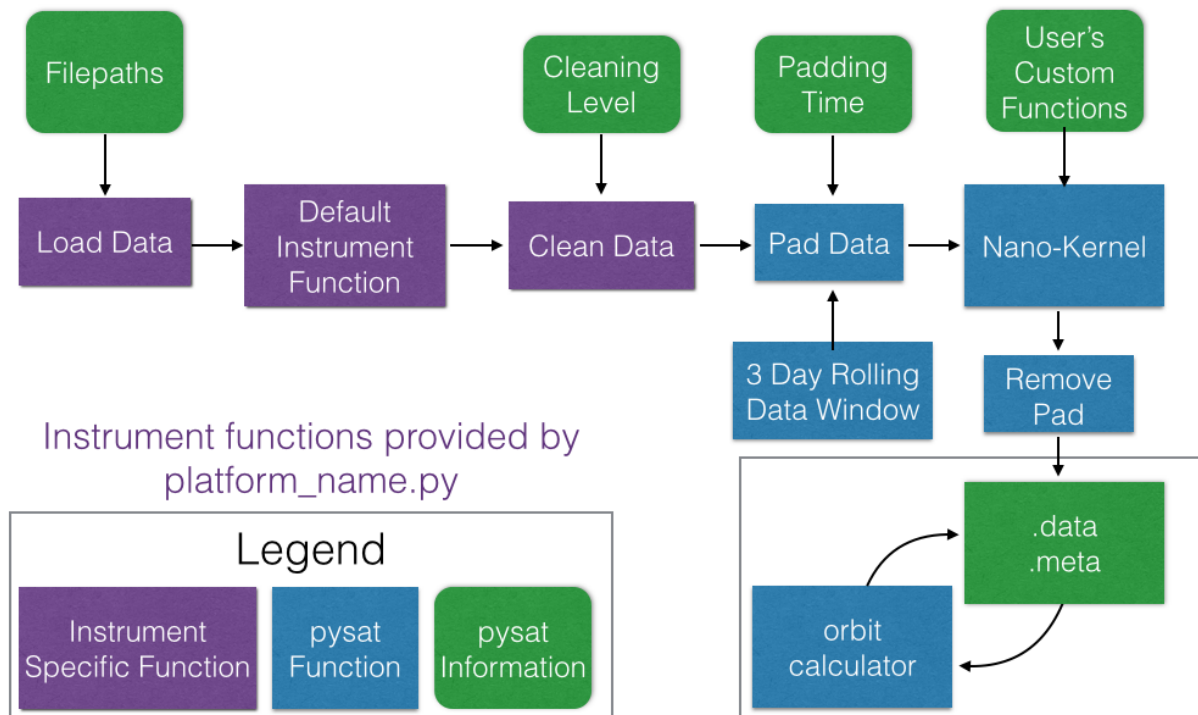 Filepaths
Cleaning
Level
Padding
Time
User's
Custom
Functions
Load Data
Default
Instrument
Function
Clean Data
Pad Data
Nano-Kernel
3 Day Rolling
Data Window
Remove
Pad
Instrument functions provided by
platform_name.py
.data
.meta
orbit
calculator
Legend
Instrument
Specific Function
pysat
Function
pysat
Information